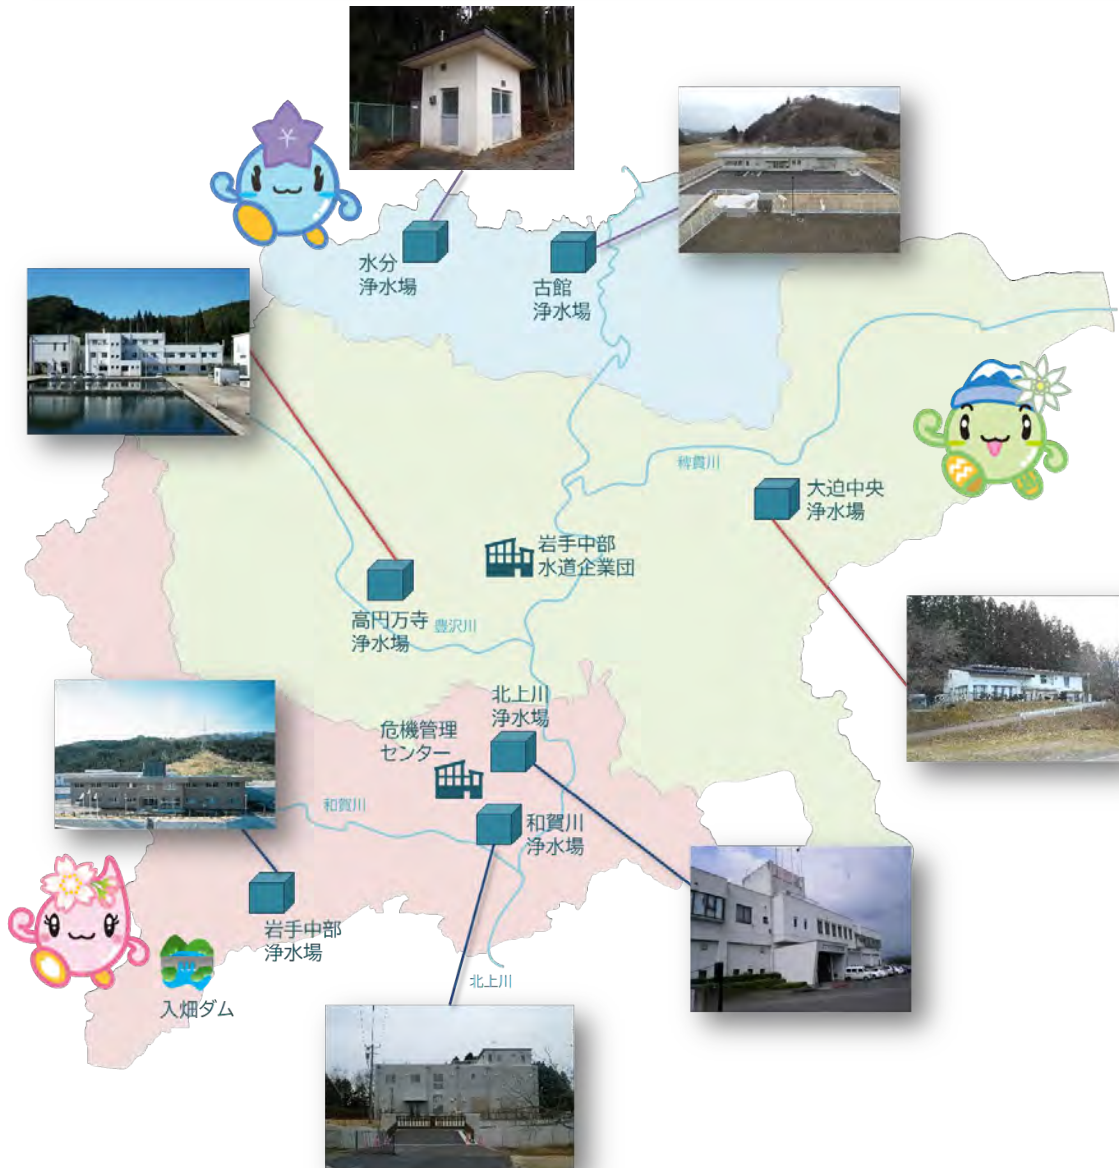 水分
浄水場
古館
浄水場
稗貫川
大迫中央
浄水場
岩手中部
水道企業団
高円万寺
浄水場
豊沢川
北上川
浄水場
危機管理
センター
和賀川
和賀川
浄水場
岩手中部
浄水場
入畑ダム
北上川